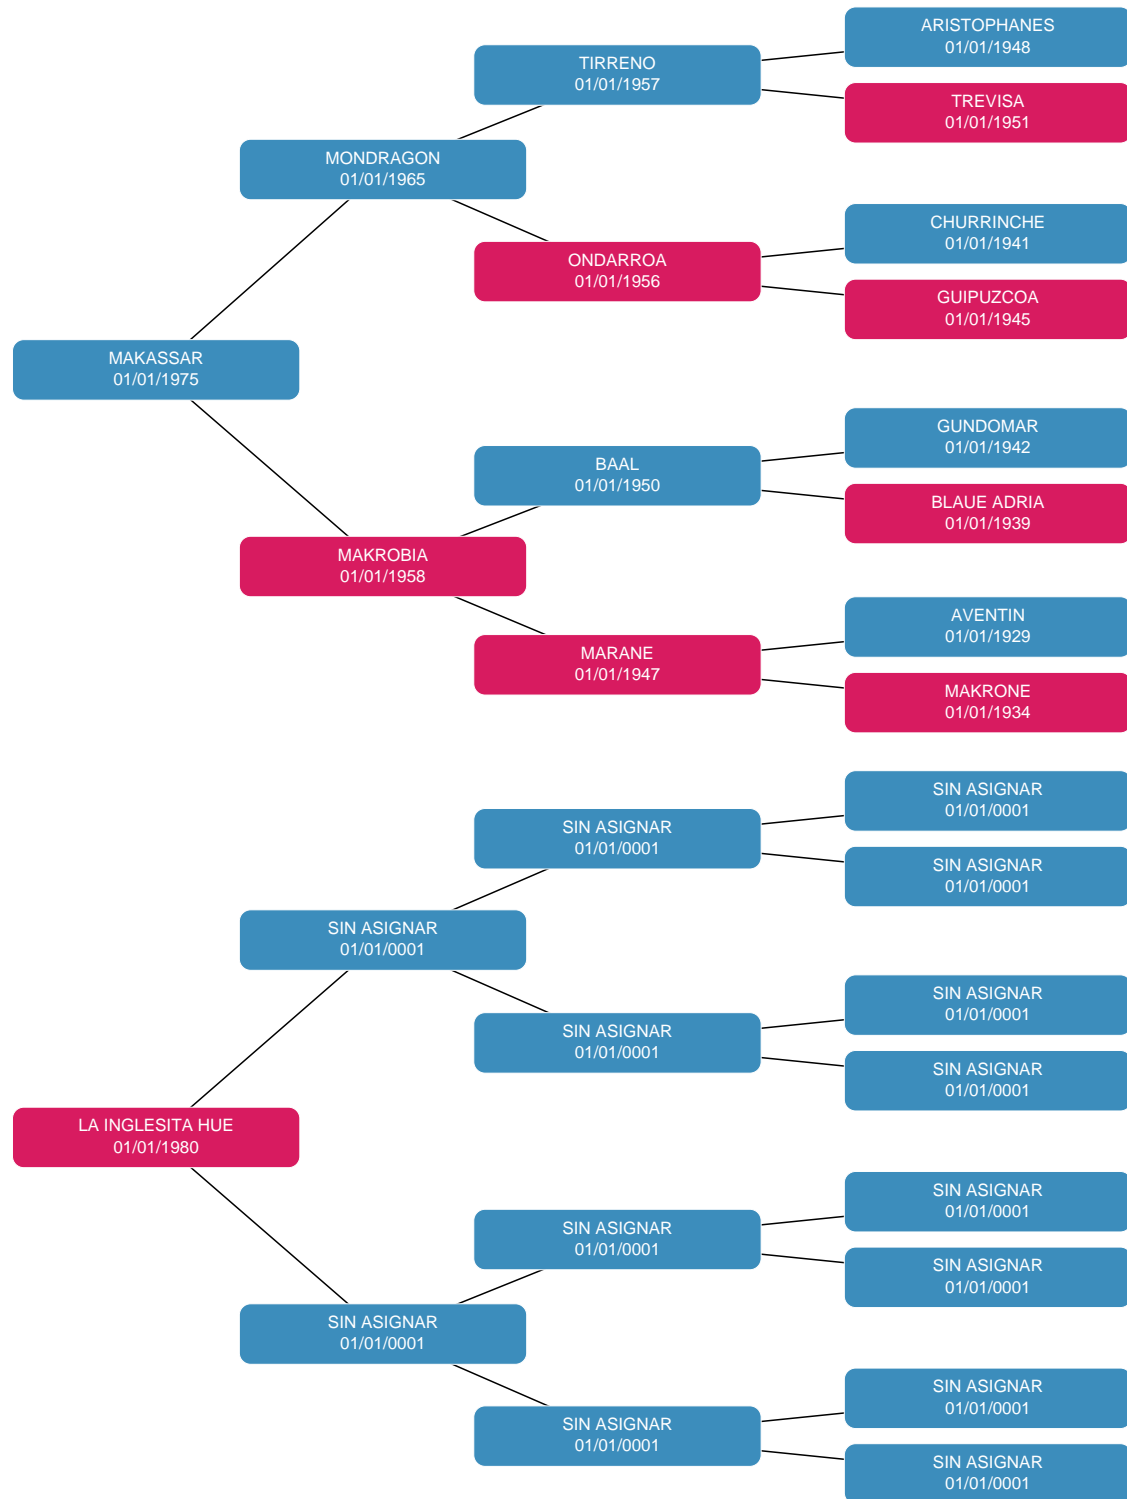 ARISTOPHANES
01/01/1948
TIRRENO
01/01/1957
TREVISA
01/01/1951
MONDRAGON
01/01/1965
CHURRINCHE
01/01/1941
ONDARROA
01/01/1956
GUIPUZCOA
01/01/1945
MAKASSAR
01/01/1975
GUNDOMAR
01/01/1942
BAAL
01/01/1950
BLAUE ADRIA
01/01/1939
MAKROBIA
01/01/1958
AVENTIN
01/01/1929
MARANE
01/01/1947
MAKRONE
01/01/1934
SIN ASIGNAR
01/01/0001
SIN ASIGNAR
01/01/0001
SIN ASIGNAR
01/01/0001
SIN ASIGNAR
01/01/0001
SIN ASIGNAR
01/01/0001
SIN ASIGNAR
01/01/0001
SIN ASIGNAR
01/01/0001
LA INGLESITA HUE
01/01/1980
SIN ASIGNAR
01/01/0001
SIN ASIGNAR
01/01/0001
SIN ASIGNAR
01/01/0001
SIN ASIGNAR
01/01/0001
SIN ASIGNAR
01/01/0001
SIN ASIGNAR
01/01/0001
SIN ASIGNAR
01/01/0001